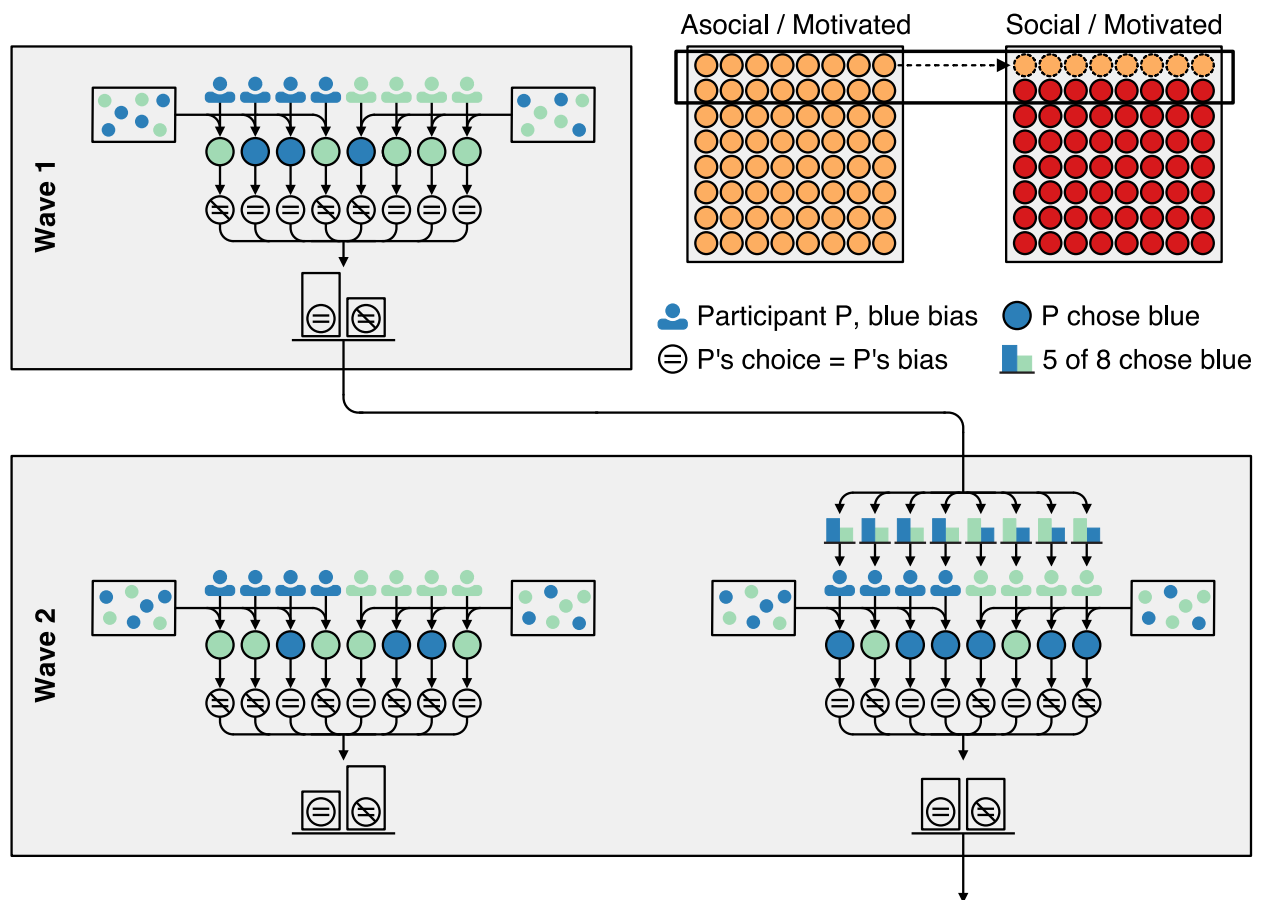 Asocial / Motivated
Social / Motivated
Wave 1
Participant P, blue bias
P chose blue
P's choice = P's bias
5 of 8 chose blue
Wave 2